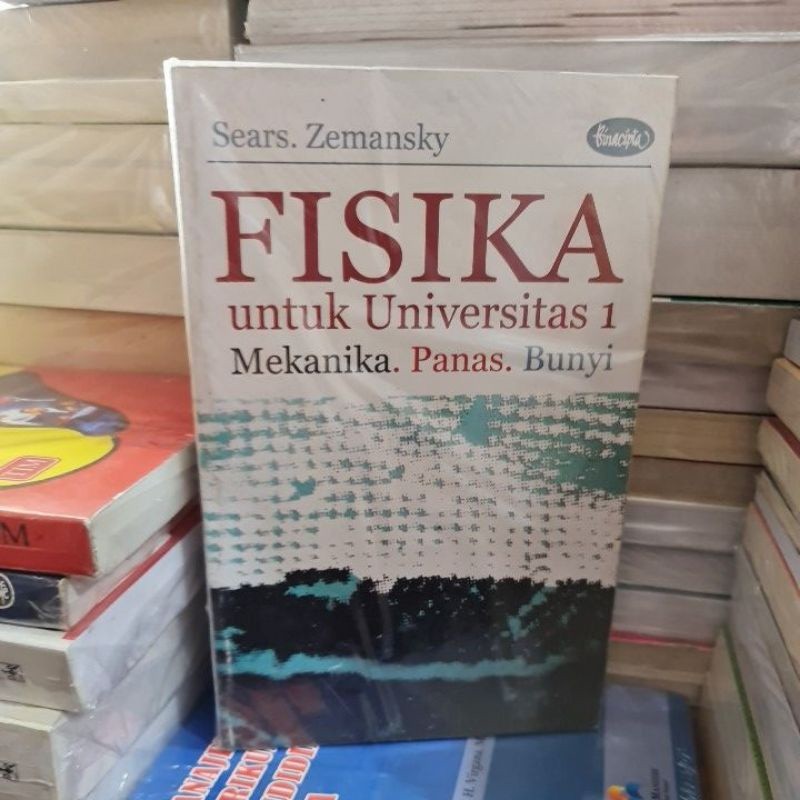 Sears. Zemansky
Binacipta
FISIKA
untuk Universitas 1
Mekanika. Panas. Bunyi